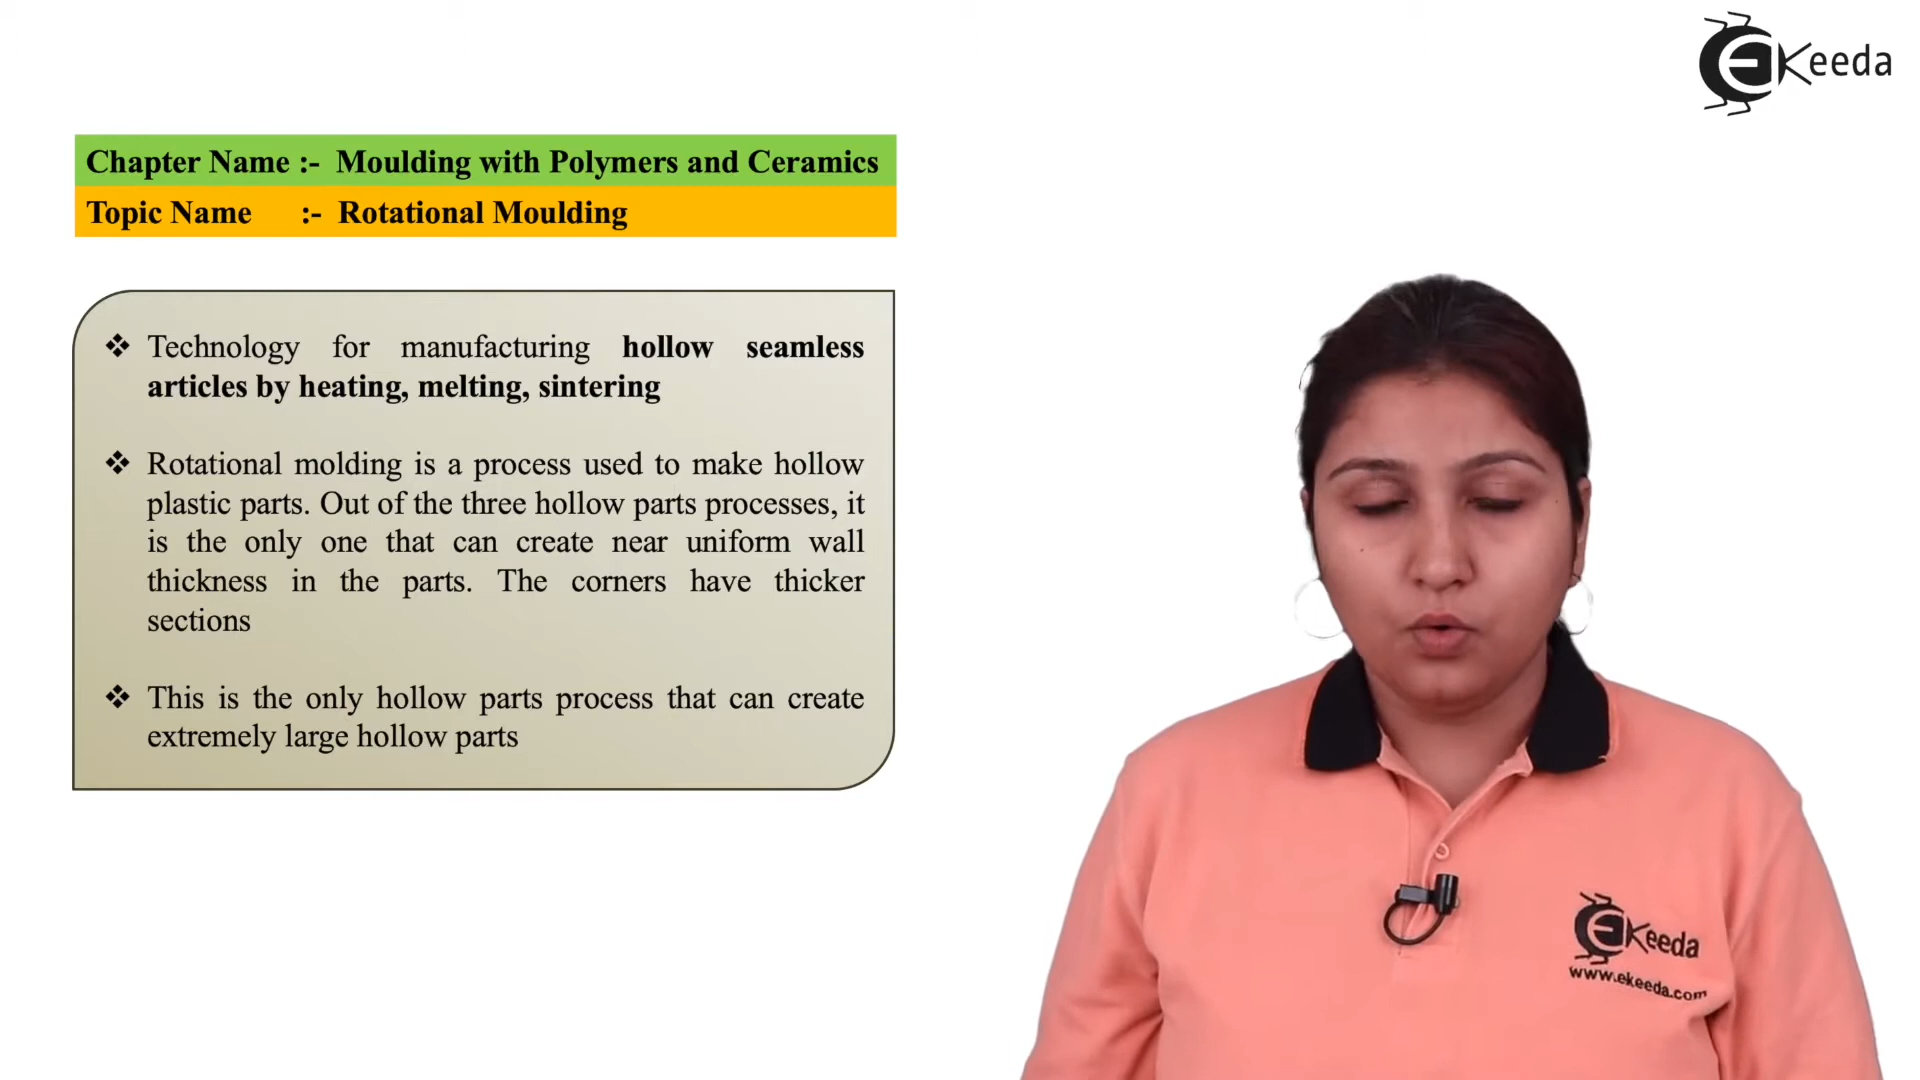 Keeda
Chapter Name :- Moulding with Polymers and Ceramics
Topic Name :- Rotational Moulding
❖ Technology for manufacturing hollow seamless
articles by heating, melting, sintering
❖ Rotational molding is a process used to make hollow
plastic parts. Out of the three hollow parts processes, it
is the only one that can create near uniform wall
thickness in the parts. The corners have thicker
sections
❖ This is the only hollow parts process that can create
extremely large hollow parts
Keeda
www.ekeeda.com